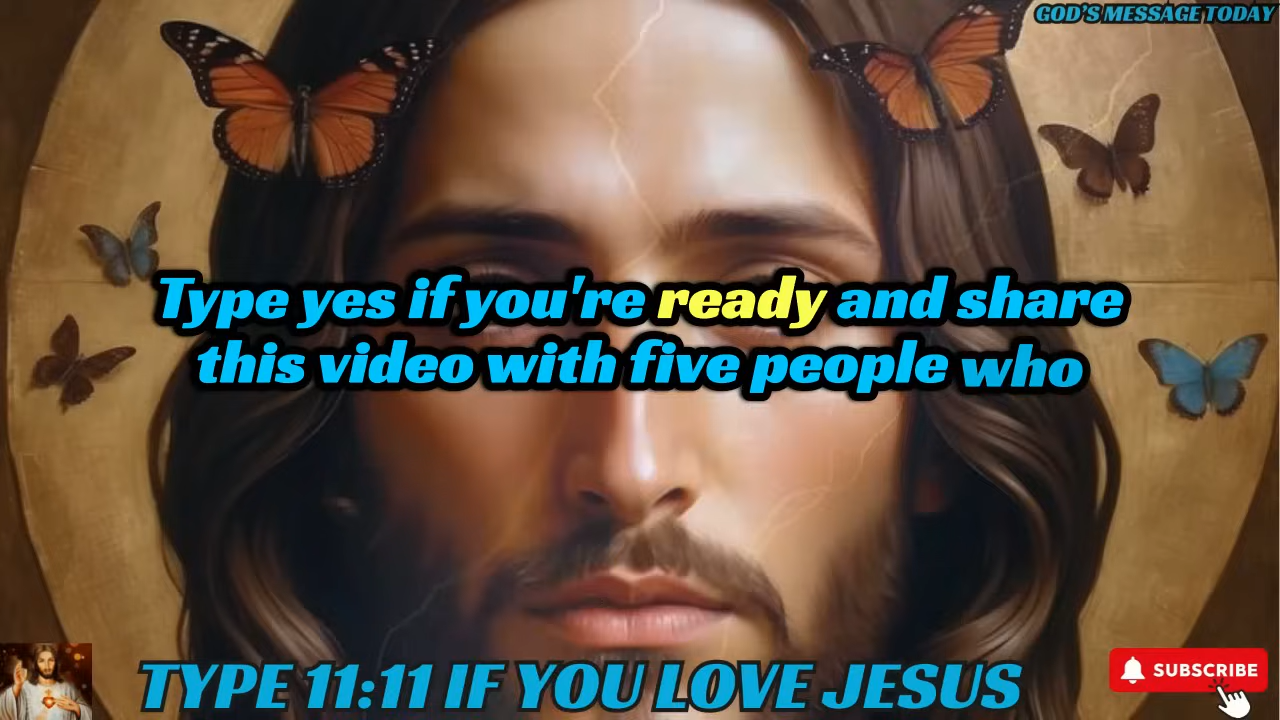 GOD'S MESSAGE TODAY
Type yes if you're ready and share
this video with five people who
TYPE 11:11 IF YOU LOVE JESUS
SUBSCRIBE